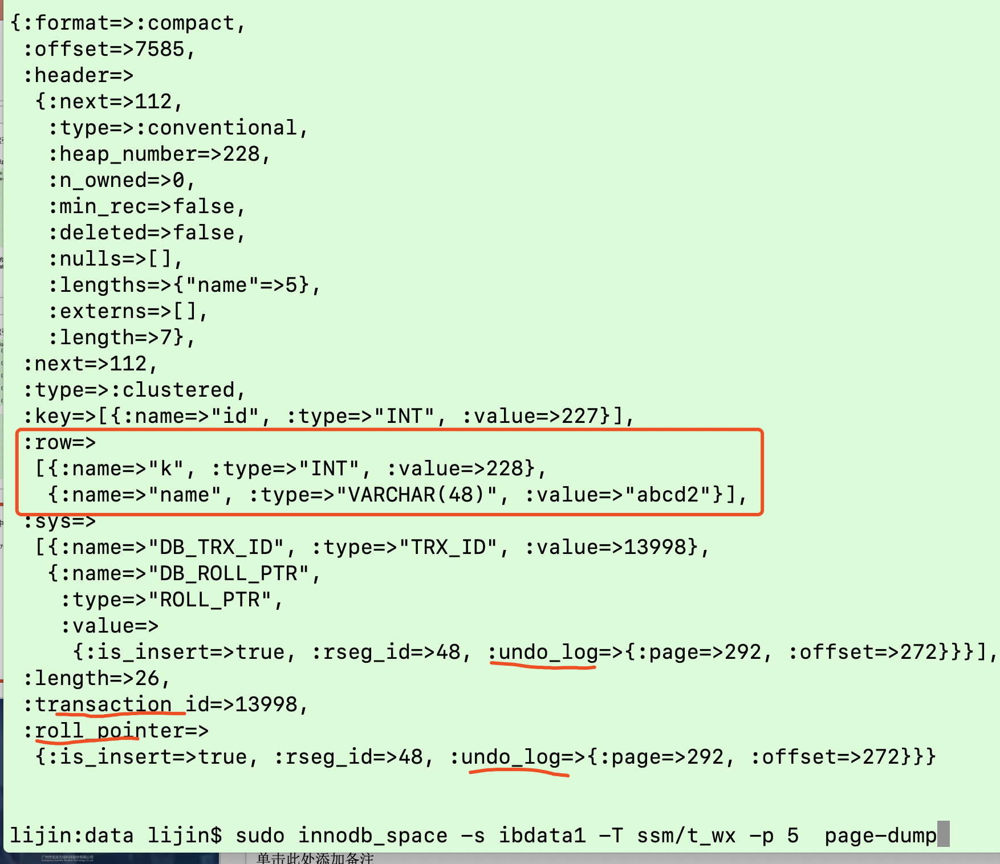 {:format=>:compact,
 :offset=>7585,
 :header=>
  {:next=>112,
   :type=>:conventional,
   :heap_number=>228,
   :n_owned=>0,
   :min_rec=>false,
   :deleted=>false,
   :nulls=>[],
   :lengths=>{"name"=>5},
   :externs=>[],
   :length=>7},
 :next=>112,
 :type=>:clustered,
 :key=>[{:name=>"id", :type=>"INT", :value=>227}],
 :row=>
  [{:name=>"k", :type=>"INT", :value=>228},
   {:name=>"name", :type=>"VARCHAR(48)", :value=>"abcd2"}],
 :sys=>
  [{:name=>"DB_TRX_ID", :type=>"TRX_ID", :value=>13998},
   {:name=>"DB_ROLL_PTR",
    :type=>"ROLL_PTR",
    :value=>
     {:is_insert=>true, :rseg_id=>48, :undo_log=>{:page=>292, :offset=>272}}}],
 :length=>26,
 :transaction_id=>13998,
 :roll_pointer=>
  {:is_insert=>true, :rseg_id=>48, :undo_log=>{:page=>292, :offset=>272}}}
lijin:data lijin$ sudo innodb_space -s ibdata1 -T ssm/t_wx -p 5  page-dump
单击此处添加备注